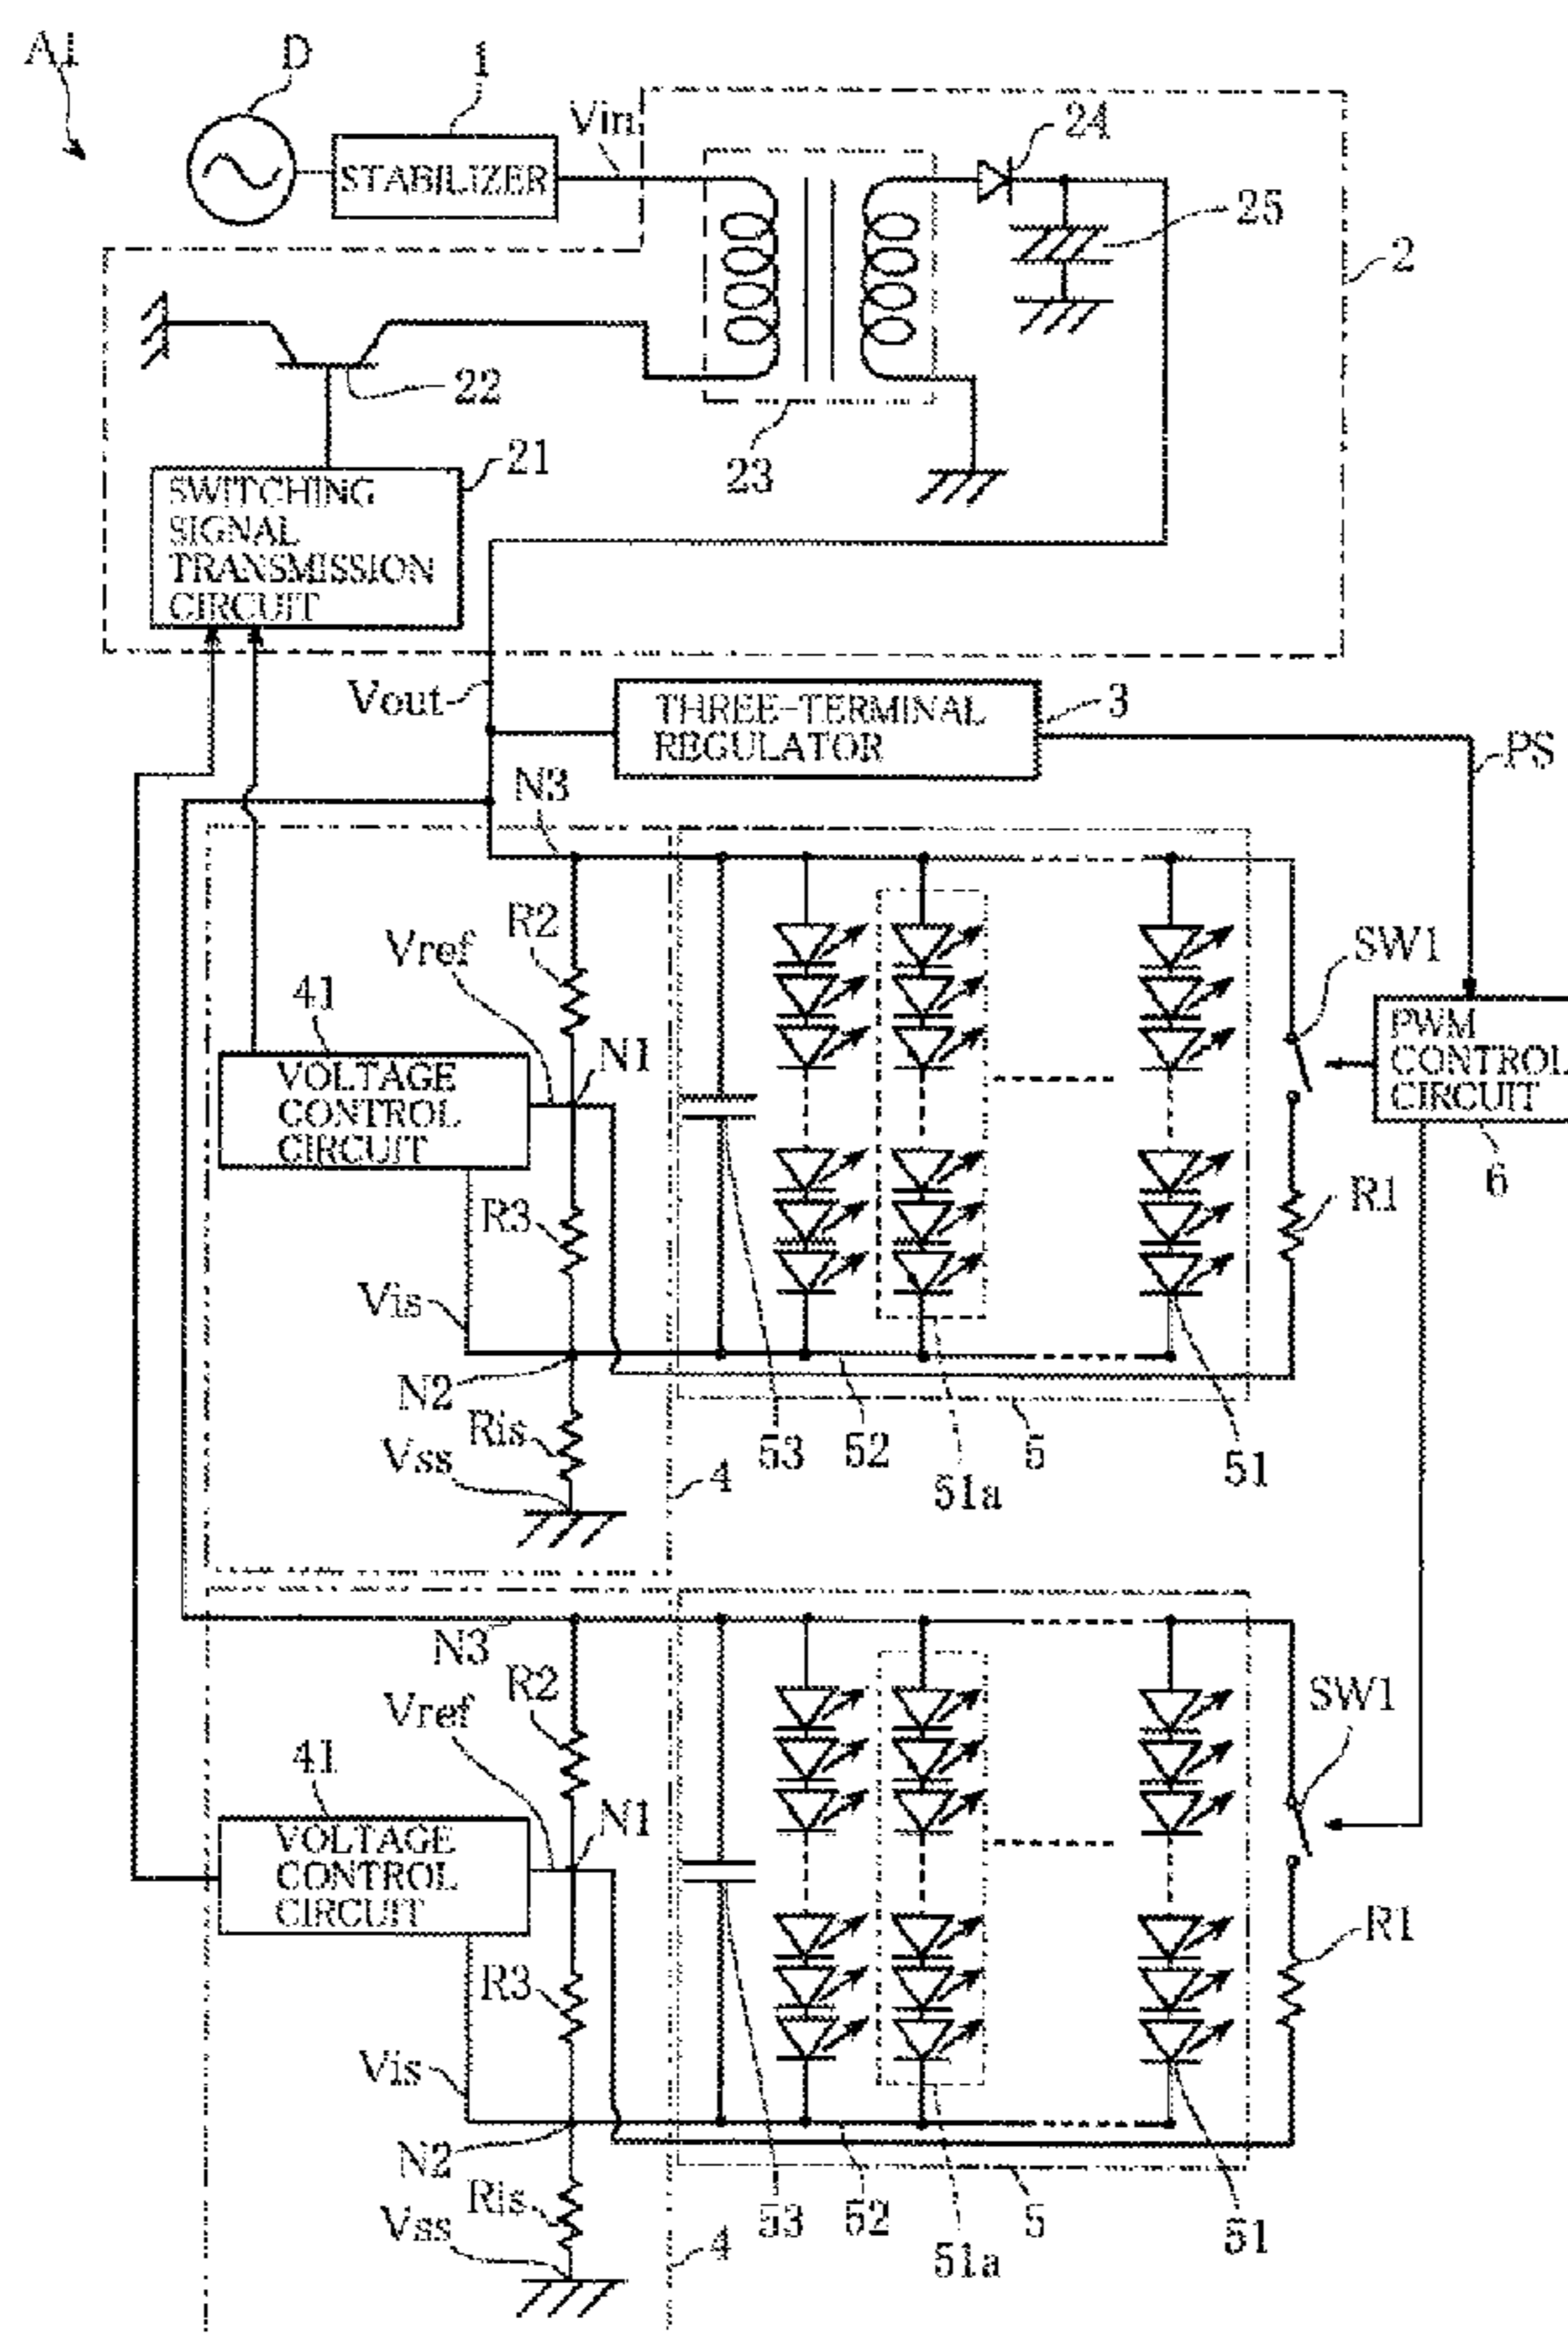 A1
D
1
Vin
24
STABILIZER
25
2
22
23
21
SWITCHING
SIGNAL
TRANSMISSION
CIRCUIT
Vout
THREE-TERMINAL
REGULATOR
3
PS
N3
R2
Vref
SW1
41
N1
VOLTAGE
CONTROL
CIRCUIT
PWM
CONTROL
CIRCUIT
6
R3
R1
Vis
N2
Ris
Vss
53
52
5
51
4
51a
N3
R2
Vref
SW1
41
N1
VOLTAGE
CONTROL
CIRCUIT
R1
R3
Vis
N2
Ris
Vss
53
52
5
51
4
51a